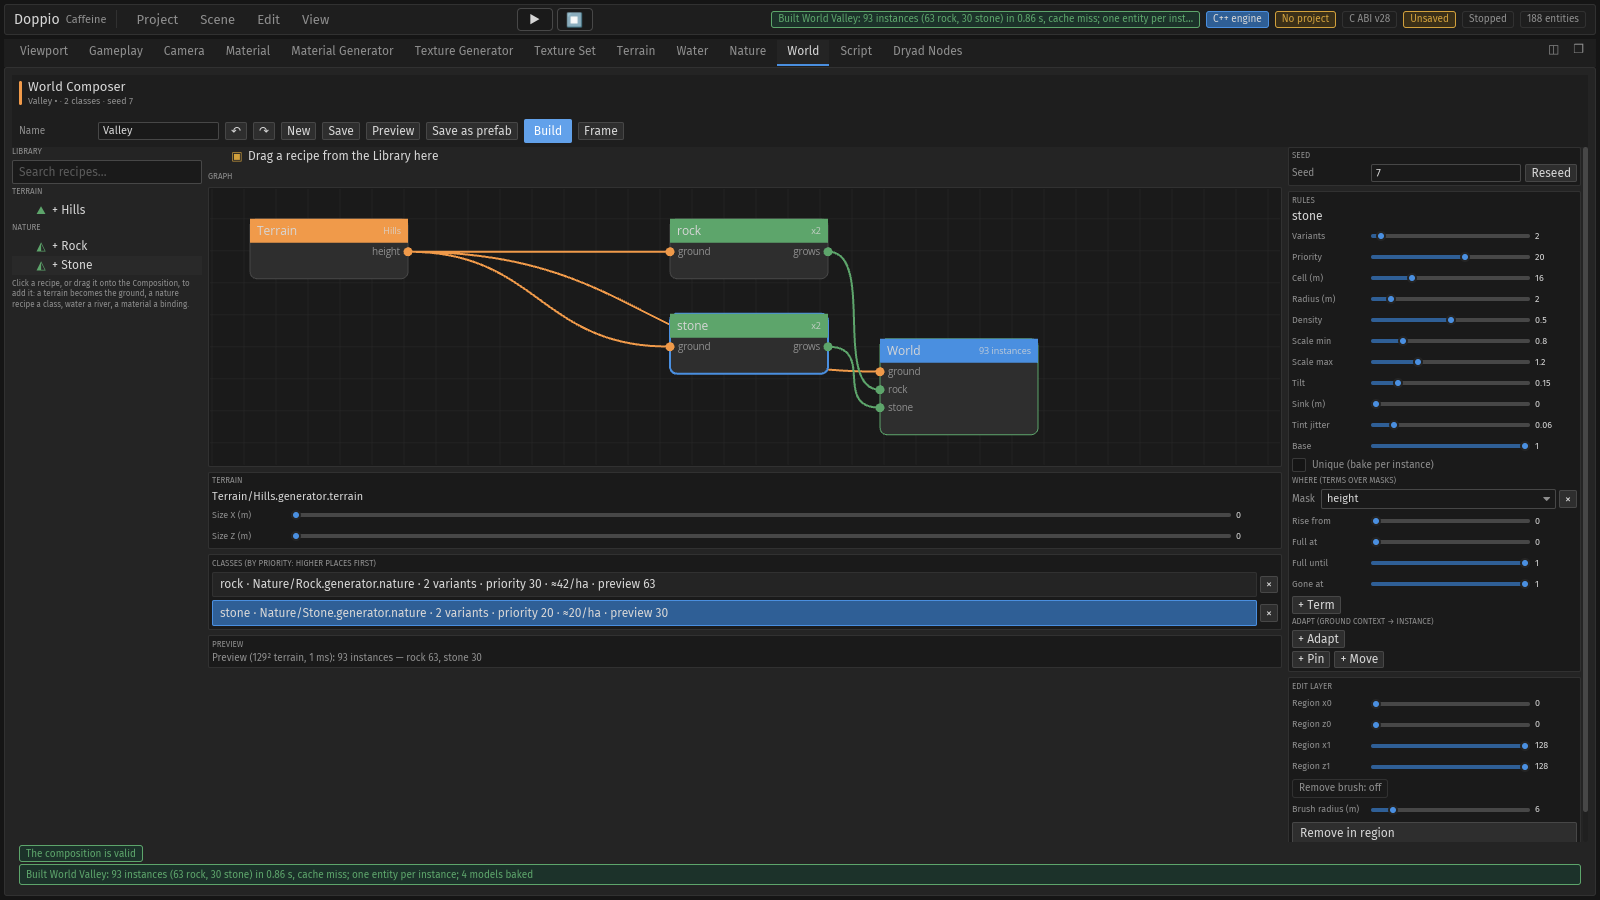 Doppio Caffeine Project Scene Edit View
Built World Valley: 93 instances (63 rock, 30 stone) in 0.86 s, cache miss; one entity per inst... C++ engine No project C ABI v28 Unsaved Stopped 188 entities
Viewport Gameplay Camera Material Material Generator Texture Generator Texture Set Terrain Water Nature World Script Dryad Nodes
World Composer
Valley • · 2 classes · seed 7
Name Valley ↶ ↷ New Save Preview Save as prefab Build Frame
LIBRARY
Search recipes...
TERRAIN
+ Hills
NATURE
+ Rock
+ Stone
Click a recipe, or drag it onto the Composition, to
add it: a terrain becomes the ground, a nature
recipe a class, water a river, a material a binding.
Drag a recipe from the Library here
GRAPH
Terrain Hills
height
rock x2
ground grows
stone x2
ground grows
World 93 instances
ground
rock
stone
TERRAIN
Terrain/Hills.generator.terrain
Size X (m) 0
Size Z (m) 0
CLASSES (BY PRIORITY: HIGHER PLACES FIRST)
rock · Nature/Rock.generator.nature · 2 variants · priority 30 · ≈42/ha · preview 63 ×
stone · Nature/Stone.generator.nature · 2 variants · priority 20 · ≈20/ha · preview 30 ×
PREVIEW
Preview (129² terrain, 1 ms): 93 instances — rock 63, stone 30
SEED
Seed 7 Reseed
RULES
stone
Variants 2
Priority 20
Cell (m) 16
Radius (m) 2
Density 0.5
Scale min 0.8
Scale max 1.2
Tilt 0.15
Sink (m) 0
Tint jitter 0.06
Base 1
Unique (bake per instance)
WHERE (TERMS OVER MASKS)
Mask height ×
Rise from 0
Full at 0
Full until 1
Gone at 1
+ Term
ADAPT (GROUND CONTEXT → INSTANCE)
+ Adapt
+ Pin + Move
EDIT LAYER
Region x0 0
Region z0 0
Region x1 128
Region z1 128
Remove brush: off
Brush radius (m) 6
Remove in region
The composition is valid
Built World Valley: 93 instances (63 rock, 30 stone) in 0.86 s, cache miss; one entity per instance; 4 models baked